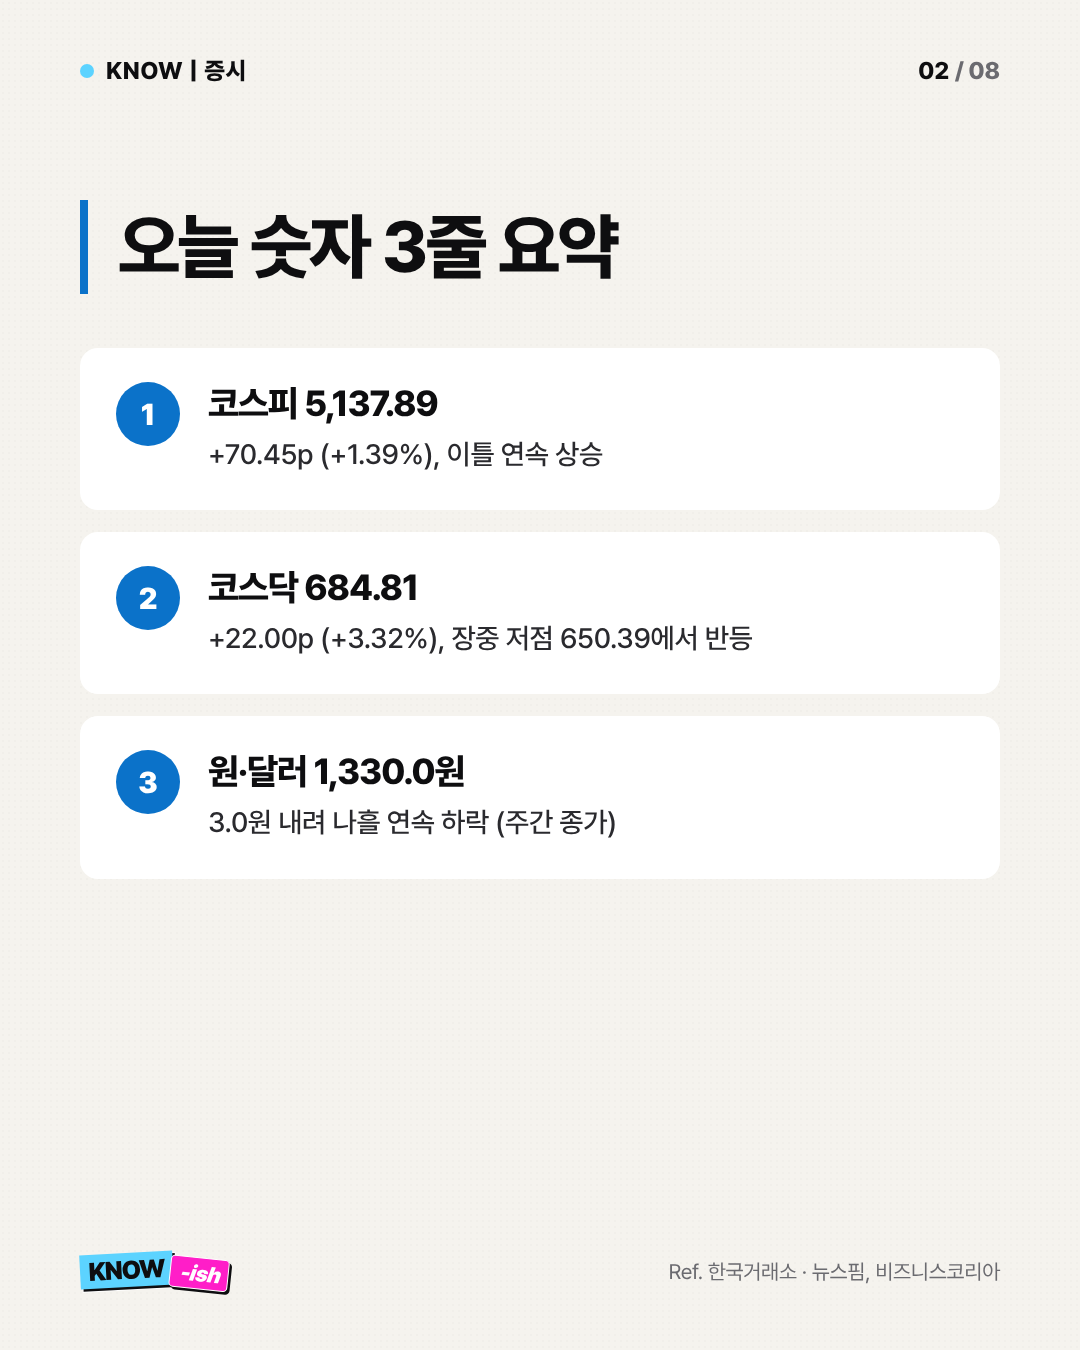 KNOW | 증시
02 / 08
오늘 숫자 3줄 요약
1
코스피 5,137.89
+70.45p (+1.39%), 이틀 연속 상승
2
코스닥 684.81
+22.00p (+3.32%), 장중 저점 650.39에서 반등
3
원·달러 1,330.0원
3.0원 내려 나흘 연속 하락 (주간 종가)
KNOW -ish
Ref. 한국거래소 · 뉴스핌, 비즈니스코리아